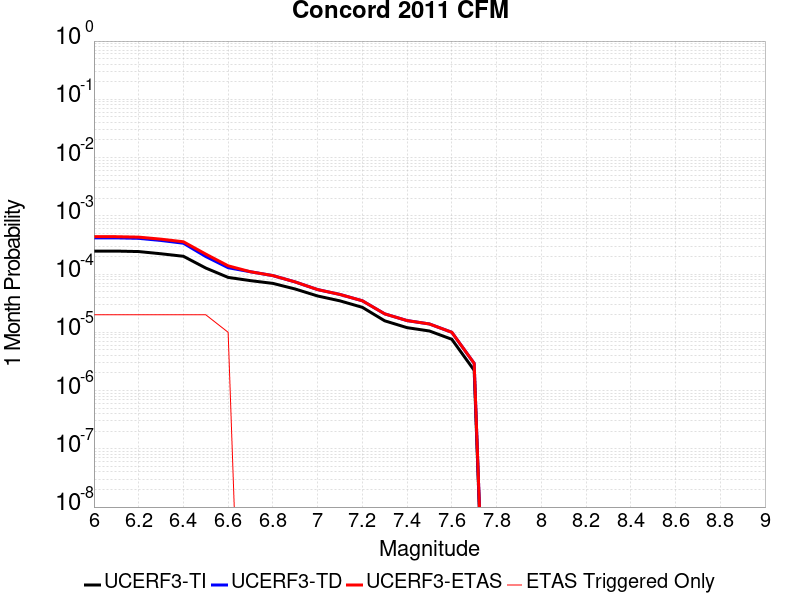 Concord 2011 CFM
10^0
10^-1
10^-2
10^-3
10^-4
10^-5
10^-6
10^-7
10^-8
1 Month Probability
6 6.2 6.4 6.6 6.8 7 7.2 7.4 7.6 7.8 8 8.2 8.4 8.6 8.8 9
Magnitude
UCERF3-TI UCERF3-TD UCERF3-ETAS ETAS Triggered Only